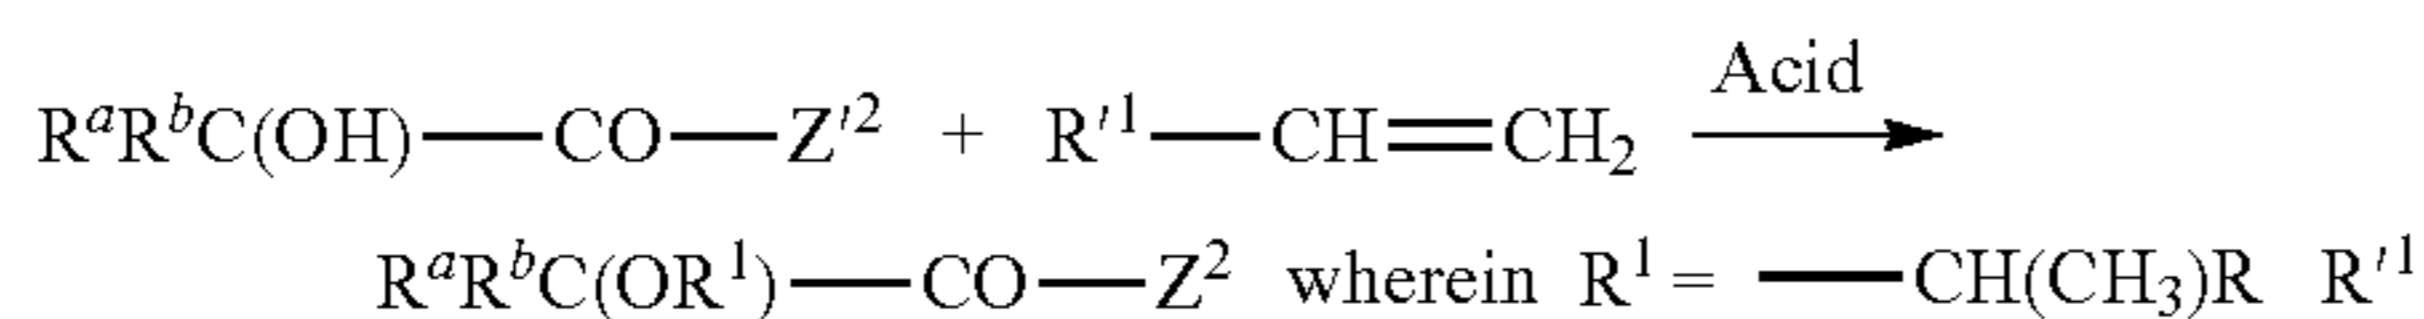 Acid
RᵃRᵇC(OH)—CO—Z′² + R′¹—CH=CH₂ ⟶
RᵃRᵇC(OR¹)—CO—Z² wherein R¹ = —CH(CH₃)R R′¹